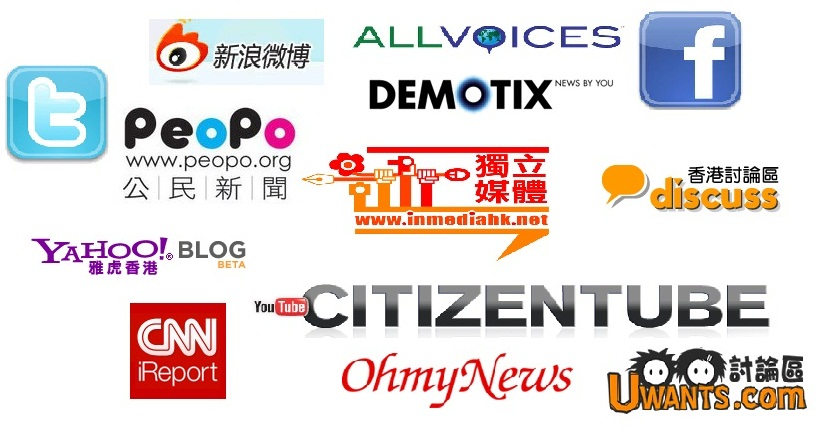 新浪微博
ALLVOICES™
f
t
DEMOTIX NEWS BY YOU
PeoPo
www.peopo.org
公|民|新|聞
獨立
媒體
www.inmediahk.net
香港討論區
discuss
YAHOO!® BLOG
雅虎香港 BETA
YouTube CITIZENTUBE
CNN
iReport
OhmyNews
討論區
UWANTS.com